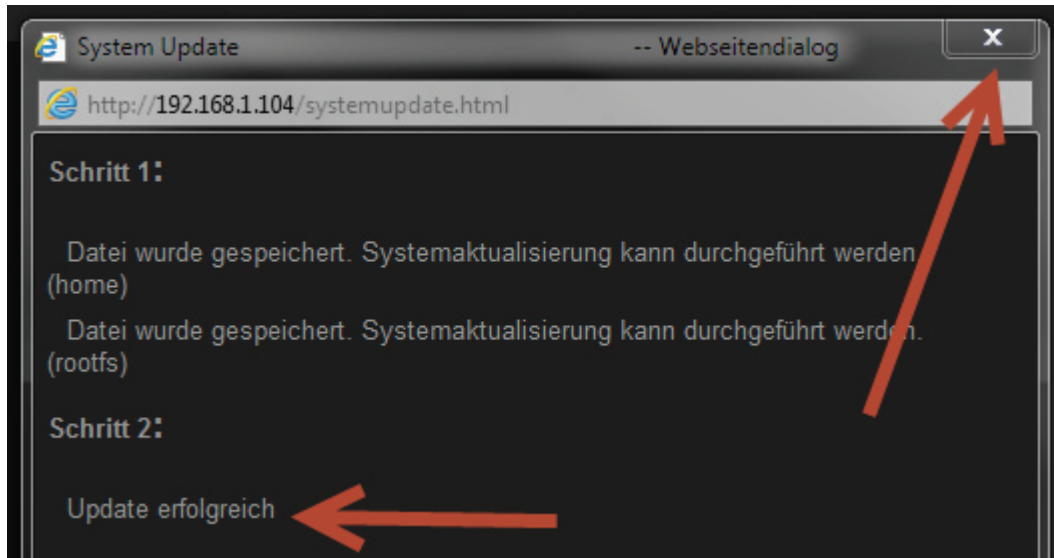 System Update -- Webseitendialog x
http://192.168.1.104/systemupdate.html
Schritt 1:
Datei wurde gespeichert. Systemaktualisierung kann durchgeführt werden.
(home)
Datei wurde gespeichert. Systemaktualisierung kann durchgeführt werden.
(rootfs)
Schritt 2:
Update erfolgreich